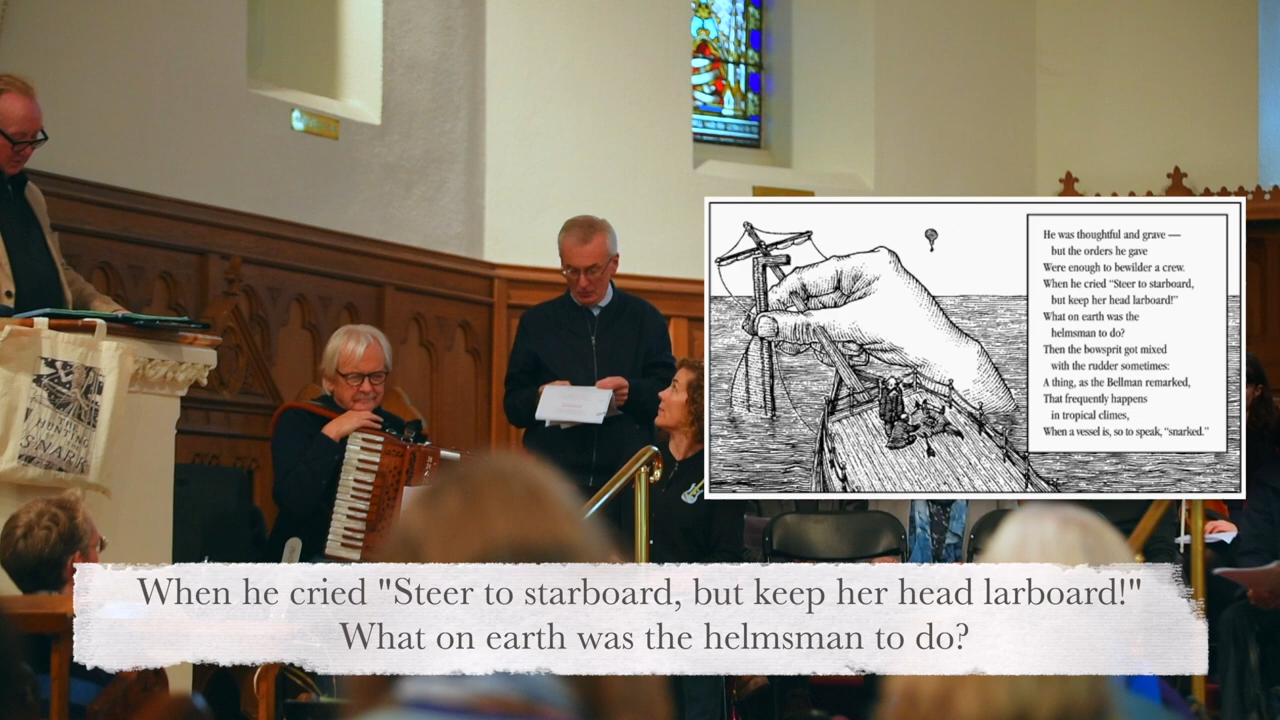 He was thoughtful and grave —
but the orders he gave
Were enough to bewilder a crew.
When he cried “Steer to starboard,
but keep her head larboard!”
What on earth was the
helmsman to do?
Then the bowsprit got mixed
with the rudder sometimes:
A thing, as the Bellman remarked,
That frequently happens
in tropical climes,
When a vessel is, so to speak, “snarked.”
THE
HUNTING
SNARK
When he cried "Steer to starboard, but keep her head larboard!"
What on earth was the helmsman to do?